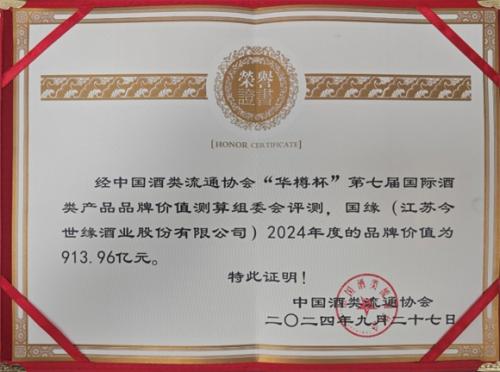 榮譽
證書
[HONOR CERTIFICATE]
经中国酒类流通协会“华樽杯”第七届国际酒
类产品品牌价值测算组委会评测，国缘（江苏今
世缘酒业股份有限公司）2024年度的品牌价值为
913.96亿元。
特此证明！
中国酒类流通协会
二〇二四年九月二十七日